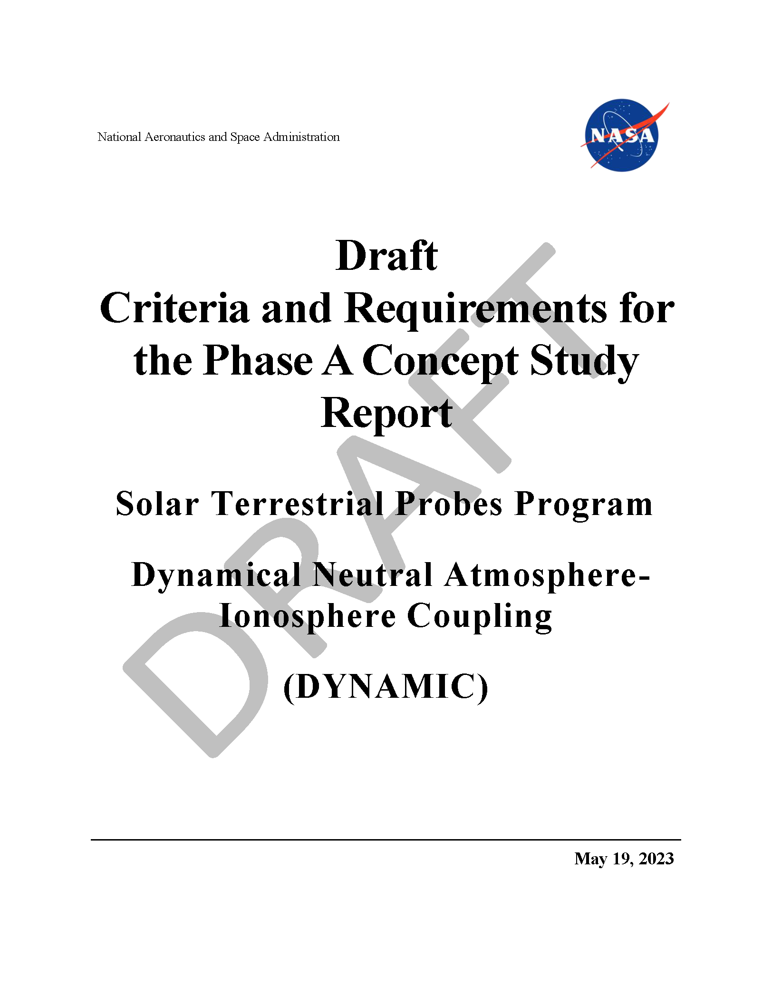 National Aeronautics and Space Administration
NASA
Draft
Criteria and Requirements for
the Phase A Concept Study
Report
Solar Terrestrial Probes Program
Dynamical Neutral Atmosphere-
Ionosphere Coupling
(DYNAMIC)
DRAFT
May 19, 2023